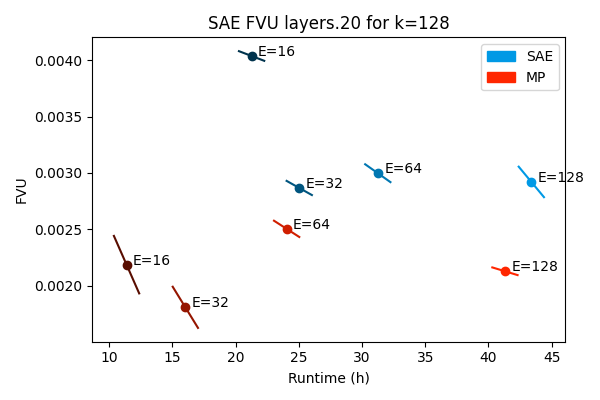 SAE FVU layers.20 for k=128
SAE
MP
0.0040
0.0035
0.0030
0.0025
0.0020
FVU
E=16
E=64
E=128
E=32
E=64
E=16
E=128
E=32
10 15 20 25 30 35 40 45
Runtime (h)